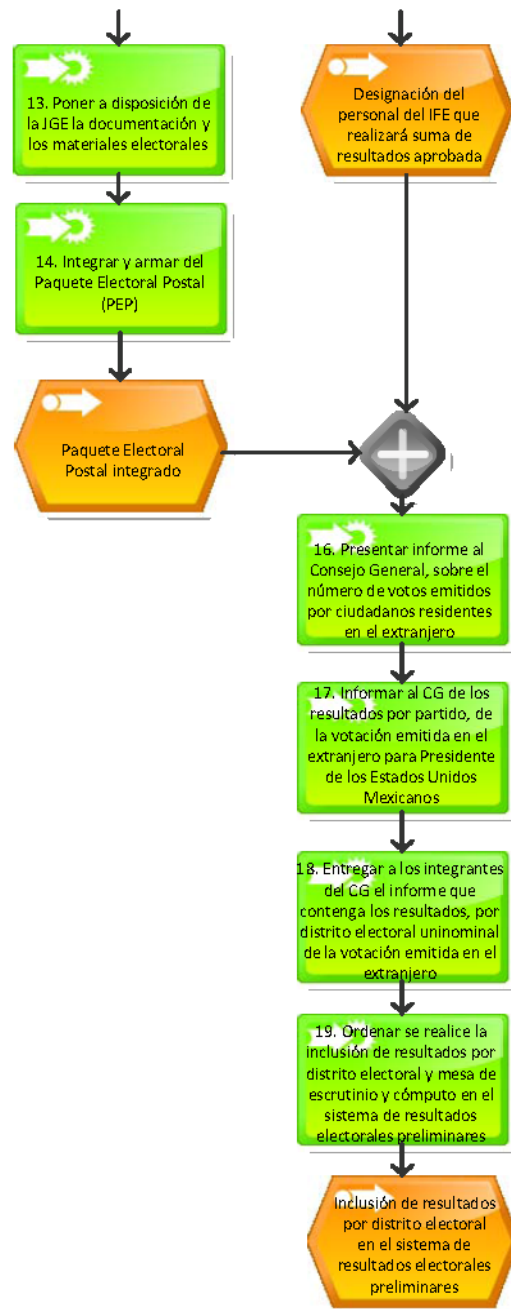 13. Poner a disposición de
la JGE la documentación y
los materiales electorales
Designación del
personal del IFE que
realizará suma de
resultados aprobada
14. Integrar y armar del
Paquete Electoral Postal
(PEP)
Paquete Electoral
Postal integrado
16. Presentar informe al
Consejo General, sobre el
número de votos emitidos
por ciudadanos residentes
en el extranjero
17. Informar al CG de los
resultados por partido, de
la votación emitida en el
extranjero para Presidente
de los Estados Unidos
Mexicanos
18. Entregar a los integrantes
del CG el informe que
contenga los resultados, por
distrito electoral uninominal
de la votación emitida en el
extranjero
19. Ordenar se realice la
inclusión de resultados por
distrito electoral y mesa de
escrutinio y cómputo en el
sistema de resultados
electorales preliminares
Inclusión de resultados
por distrito electoral
en el sistema de
resultados electorales
preliminares